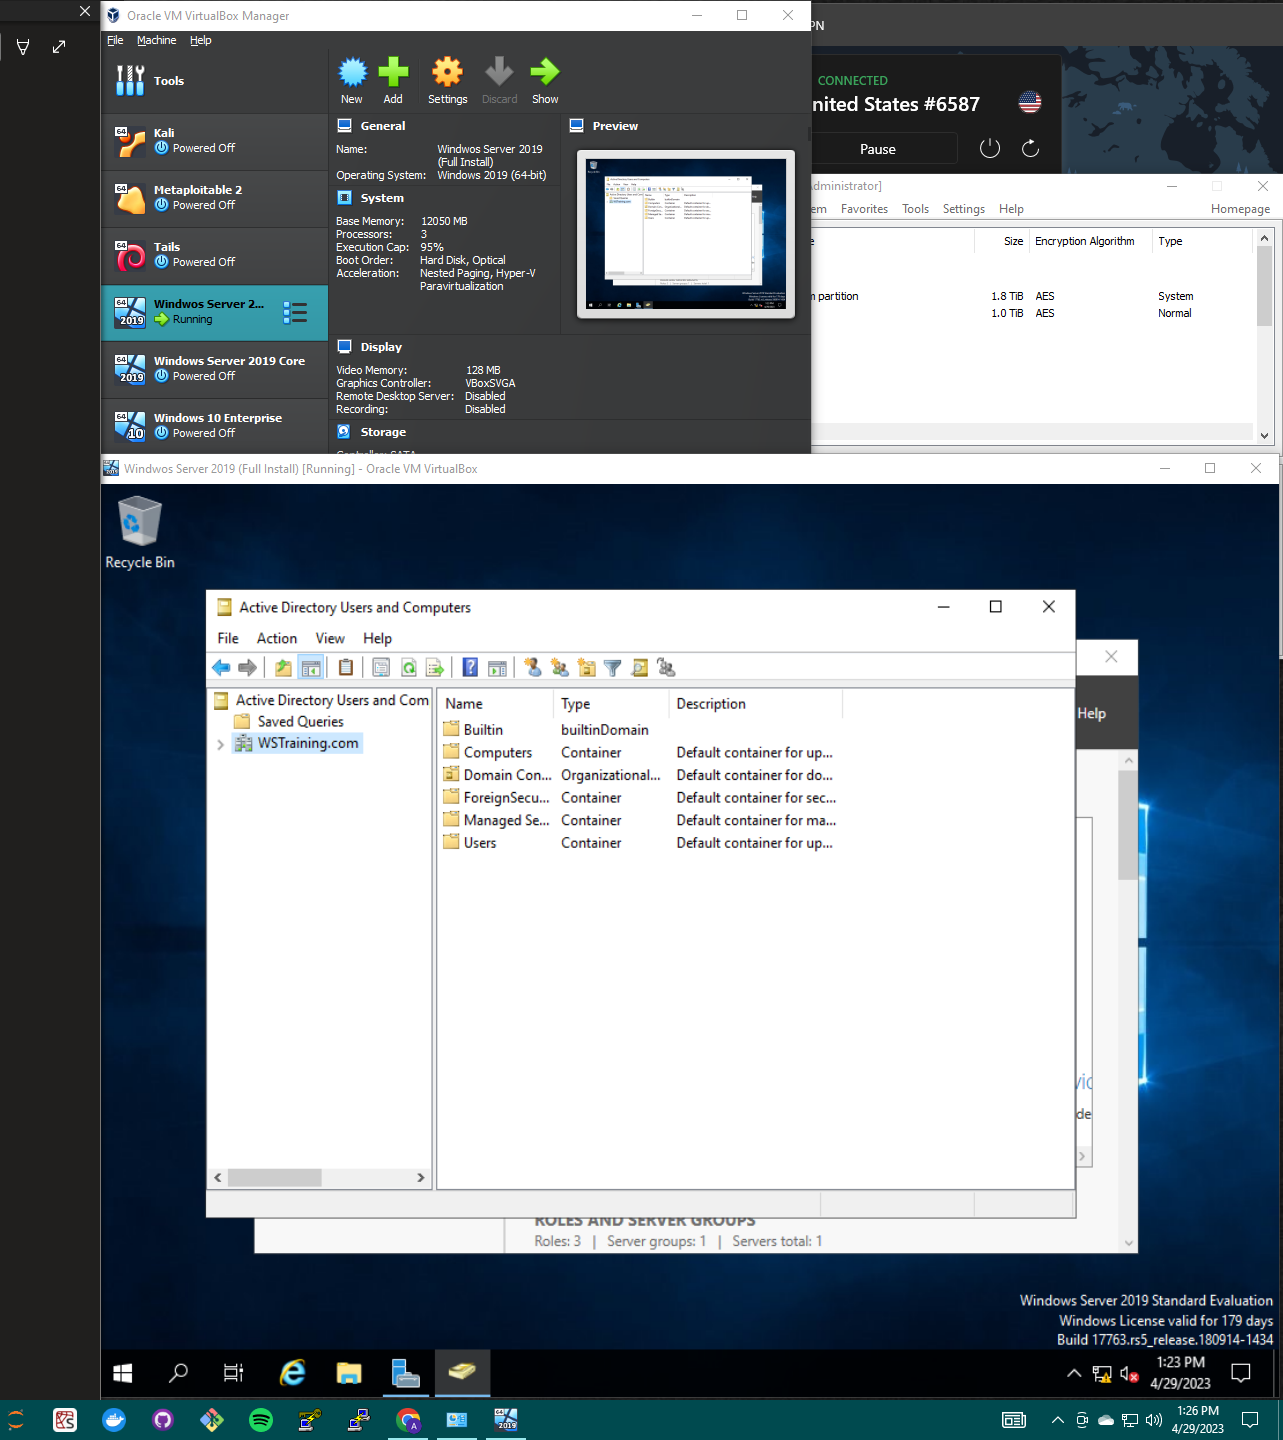 Oracle VM VirtualBox Manager
File Machine Help
Tools
New Add Settings Discard Show
64 Kali
Powered Off
64 Metaploitable 2
Powered Off
64 Tails
Powered Off
64 2019 Windwos Server 2...
Running
64 2019 Windows Server 2019 Core
Powered Off
64 10 Windows 10 Enterprise
Powered Off
General
Name: Windwos Server 2019
(Full Install)
Operating System: Windows 2019 (64-bit)
System
Base Memory: 12050 MB
Processors: 3
Execution Cap: 95%
Boot Order: Hard Disk, Optical
Acceleration: Nested Paging, Hyper-V
Paravirtualization
Display
Video Memory: 128 MB
Graphics Controller: VBoxSVGA
Remote Desktop Server: Disabled
Recording: Disabled
Storage
Preview
PN
CONNECTED
nited States #6587
Pause
dministrator]
em Favorites Tools Settings Help Homepage
e Size Encryption Algorithm Type
m partition 1.8 TiB AES System
1.0 TiB AES Normal
Windwos Server 2019 (Full Install) [Running] - Oracle VM VirtualBox
Recycle Bin
Active Directory Users and Computers
File Action View Help
Active Directory Users and Com
Saved Queries
WSTraining.com
Name Type Description
Builtin builtinDomain
Computers Container Default container for up...
Domain Con... Organizational... Default container for do...
ForeignSecu... Container Default container for sec...
Managed Se... Container Default container for ma...
Users Container Default container for up...
Help
vic
de
ROLES AND SERVER GROUPS
Roles: 3 | Server groups: 1 | Servers total: 1
Windows Server 2019 Standard Evaluation
Windows License valid for 179 days
Build 17763.rs5_release.180914-1434
1:23 PM
4/29/2023
1:26 PM
4/29/2023